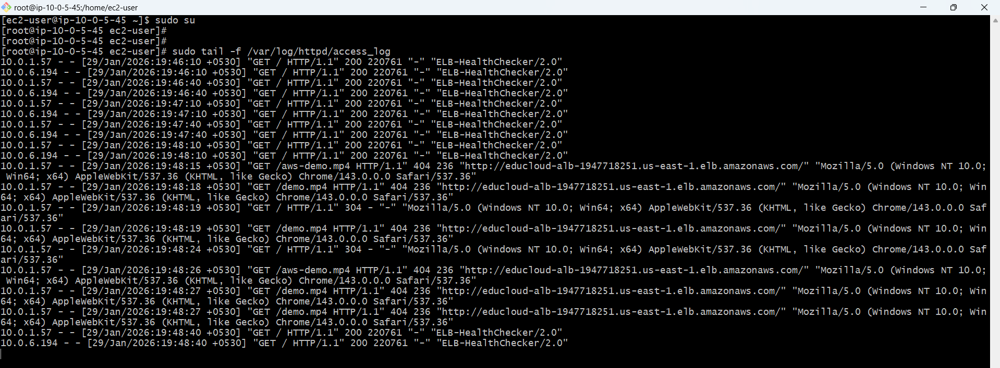 root@ip-10-0-5-45:/home/ec2-user
[ec2-user@ip-10-0-5-45 ~]$ sudo su
[root@ip-10-0-5-45 ec2-user]#
[root@ip-10-0-5-45 ec2-user]#
[root@ip-10-0-5-45 ec2-user]# sudo tail -f /var/log/httpd/access_log
10.0.1.57 - - [29/Jan/2026:19:46:10 +0530] "GET / HTTP/1.1" 200 220761 "-" "ELB-HealthChecker/2.0"
10.0.6.194 - - [29/Jan/2026:19:46:10 +0530] "GET / HTTP/1.1" 200 220761 "-" "ELB-HealthChecker/2.0"
10.0.1.57 - - [29/Jan/2026:19:46:40 +0530] "GET / HTTP/1.1" 200 220761 "-" "ELB-HealthChecker/2.0"
10.0.6.194 - - [29/Jan/2026:19:46:40 +0530] "GET / HTTP/1.1" 200 220761 "-" "ELB-HealthChecker/2.0"
10.0.1.57 - - [29/Jan/2026:19:47:10 +0530] "GET / HTTP/1.1" 200 220761 "-" "ELB-HealthChecker/2.0"
10.0.6.194 - - [29/Jan/2026:19:47:10 +0530] "GET / HTTP/1.1" 200 220761 "-" "ELB-HealthChecker/2.0"
10.0.1.57 - - [29/Jan/2026:19:47:40 +0530] "GET / HTTP/1.1" 200 220761 "-" "ELB-HealthChecker/2.0"
10.0.6.194 - - [29/Jan/2026:19:47:40 +0530] "GET / HTTP/1.1" 200 220761 "-" "ELB-HealthChecker/2.0"
10.0.1.57 - - [29/Jan/2026:19:48:10 +0530] "GET / HTTP/1.1" 200 220761 "-" "ELB-HealthChecker/2.0"
10.0.6.194 - - [29/Jan/2026:19:48:10 +0530] "GET / HTTP/1.1" 200 220761 "-" "ELB-HealthChecker/2.0"
10.0.1.57 - - [29/Jan/2026:19:48:15 +0530] "GET /aws-demo.mp4 HTTP/1.1" 404 236 "http://educloud-alb-1947718251.us-east-1.elb.amazonaws.com/" "Mozilla/5.0 (Windows NT 10.0;
 Win64; x64) AppleWebKit/537.36 (KHTML, like Gecko) Chrome/143.0.0.0 Safari/537.36"
10.0.1.57 - - [29/Jan/2026:19:48:18 +0530] "GET /demo.mp4 HTTP/1.1" 404 236 "http://educloud-alb-1947718251.us-east-1.elb.amazonaws.com/" "Mozilla/5.0 (Windows NT 10.0; Win
64; x64) AppleWebKit/537.36 (KHTML, like Gecko) Chrome/143.0.0.0 Safari/537.36"
10.0.1.57 - - [29/Jan/2026:19:48:19 +0530] "GET / HTTP/1.1" 304 - "-" "Mozilla/5.0 (Windows NT 10.0; Win64; x64) AppleWebKit/537.36 (KHTML, like Gecko) Chrome/143.0.0.0 Saf
ari/537.36"
10.0.1.57 - - [29/Jan/2026:19:48:19 +0530] "GET /demo.mp4 HTTP/1.1" 404 236 "http://educloud-alb-1947718251.us-east-1.elb.amazonaws.com/" "Mozilla/5.0 (Windows NT 10.0; Win
64; x64) AppleWebKit/537.36 (KHTML, like Gecko) Chrome/143.0.0.0 Safari/537.36"
10.0.1.57 - - [29/Jan/2026:19:48:24 +0530] "GET / HTTP/1.1" 304 - "-" "Mozilla/5.0 (Windows NT 10.0; Win64; x64) AppleWebKit/537.36 (KHTML, like Gecko) Chrome/143.0.0.0 Saf
ari/537.36"
10.0.1.57 - - [29/Jan/2026:19:48:26 +0530] "GET /aws-demo.mp4 HTTP/1.1" 404 236 "http://educloud-alb-1947718251.us-east-1.elb.amazonaws.com/" "Mozilla/5.0 (Windows NT 10.0;
 Win64; x64) AppleWebKit/537.36 (KHTML, like Gecko) Chrome/143.0.0.0 Safari/537.36"
10.0.1.57 - - [29/Jan/2026:19:48:27 +0530] "GET /demo.mp4 HTTP/1.1" 404 236 "http://educloud-alb-1947718251.us-east-1.elb.amazonaws.com/" "Mozilla/5.0 (Windows NT 10.0; Win
64; x64) AppleWebKit/537.36 (KHTML, like Gecko) Chrome/143.0.0.0 Safari/537.36"
10.0.1.57 - - [29/Jan/2026:19:48:27 +0530] "GET /demo.mp4 HTTP/1.1" 404 236 "http://educloud-alb-1947718251.us-east-1.elb.amazonaws.com/" "Mozilla/5.0 (Windows NT 10.0; Win
64; x64) AppleWebKit/537.36 (KHTML, like Gecko) Chrome/143.0.0.0 Safari/537.36"
10.0.1.57 - - [29/Jan/2026:19:48:40 +0530] "GET / HTTP/1.1" 200 220761 "-" "ELB-HealthChecker/2.0"
10.0.6.194 - - [29/Jan/2026:19:48:40 +0530] "GET / HTTP/1.1" 200 220761 "-" "ELB-HealthChecker/2.0"